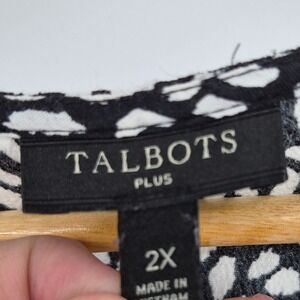 TALBOTS
PLUS
2X
MADE IN
VIETNAM